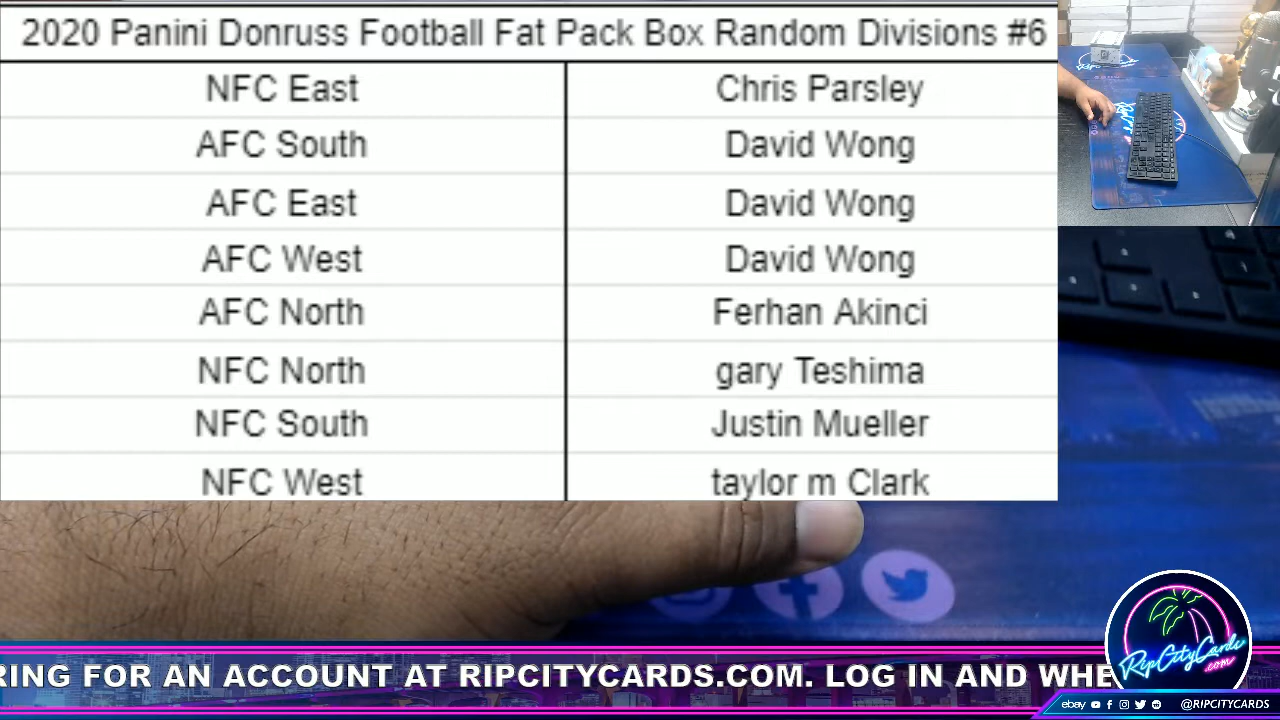 2020 Panini Donruss Football Fat Pack Box Random Divisions #6
NFC East Chris Parsley
AFC South David Wong
AFC East David Wong
AFC West David Wong
AFC North Ferhan Akinci
NFC North gary Teshima
NFC South Justin Mueller
NFC West taylor m Clark
RING FOR AN ACCOUNT AT RIPCITYCARDS.COM. LOG IN AND WHE
RipCityCards
.com
ebay @RIPCITYCARDS